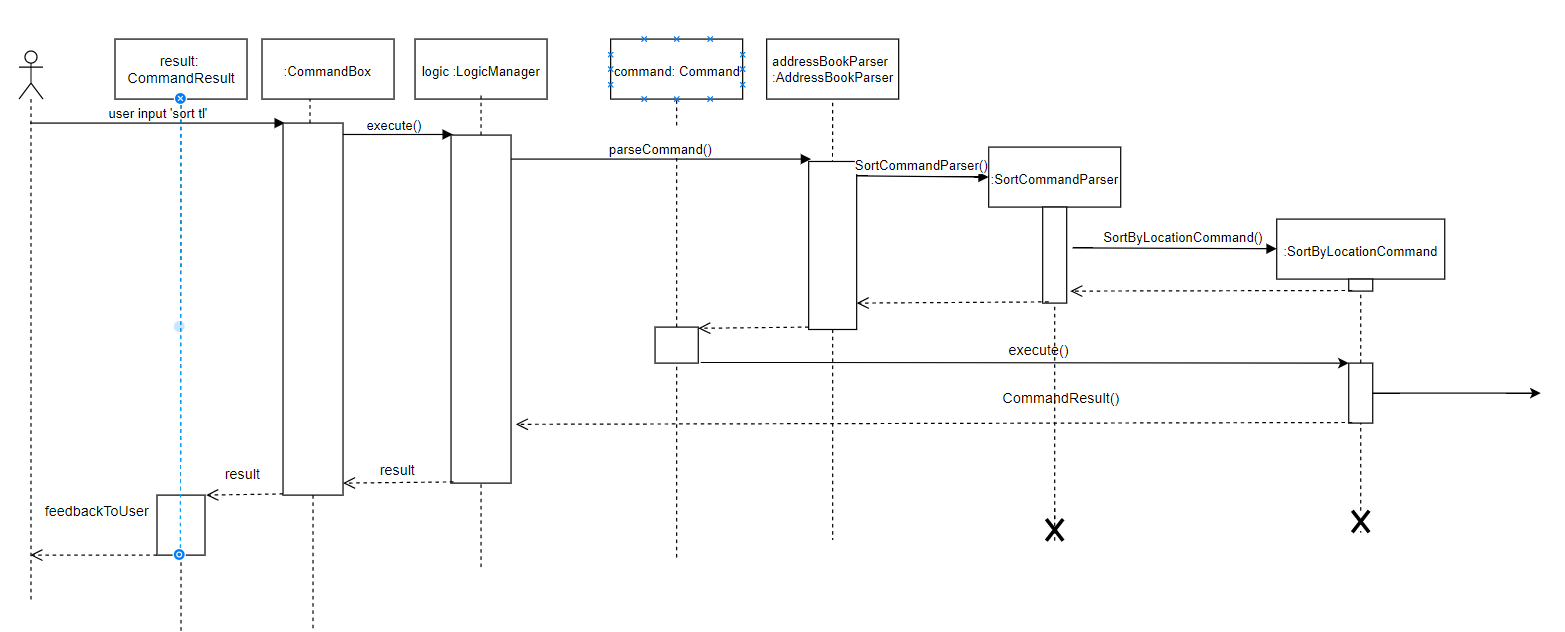 result:
CommandResult
:CommandBox
logic :LogicManager
command: Command
addressBookParser
:AddressBookParser
user input 'sort tl'
execute()
parseCommand()
SortCommandParser()
:SortCommandParser
SortByLocationCommand()
:SortByLocationCommand
execute()
CommandResult()
result
result
feedbackToUser